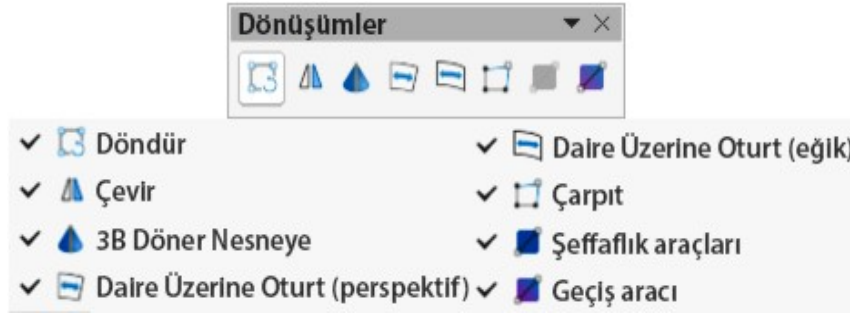 Dönüşümler
Döndür
Çevir
3B Döner Nesneye
Daire Üzerine Oturt (perspektif)
Daire Üzerine Oturt (eğik)
Çarpıt
Şeffaflık araçları
Geçiş aracı